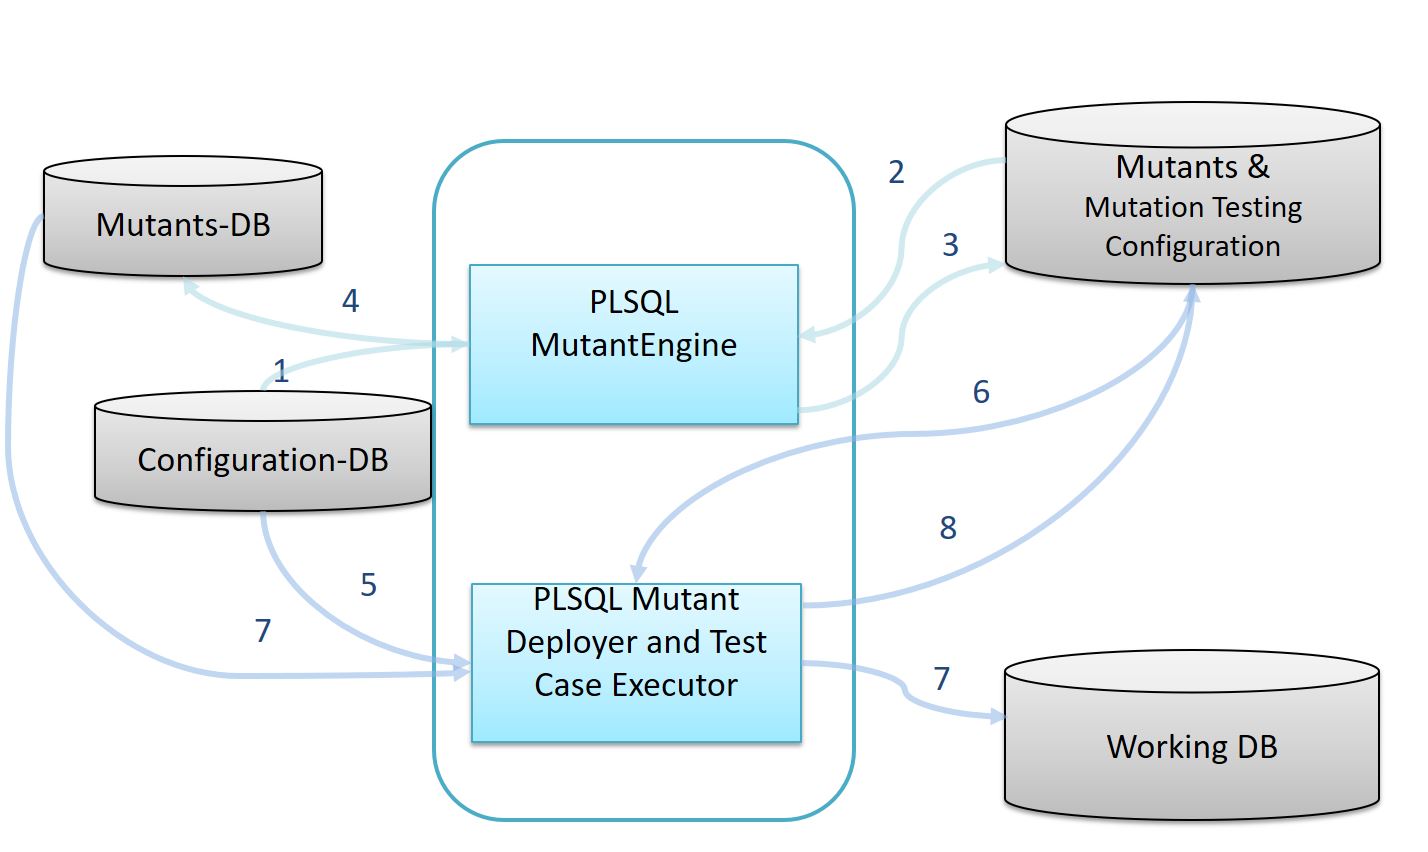 2
Mutants &
Mutation Testing
Configuration
Mutants-DB
3
4
PLSQL
MutantEngine
1
6
Configuration-DB
8
5
7
PLSQL Mutant
Deployer and Test
Case Executor
7
Working DB